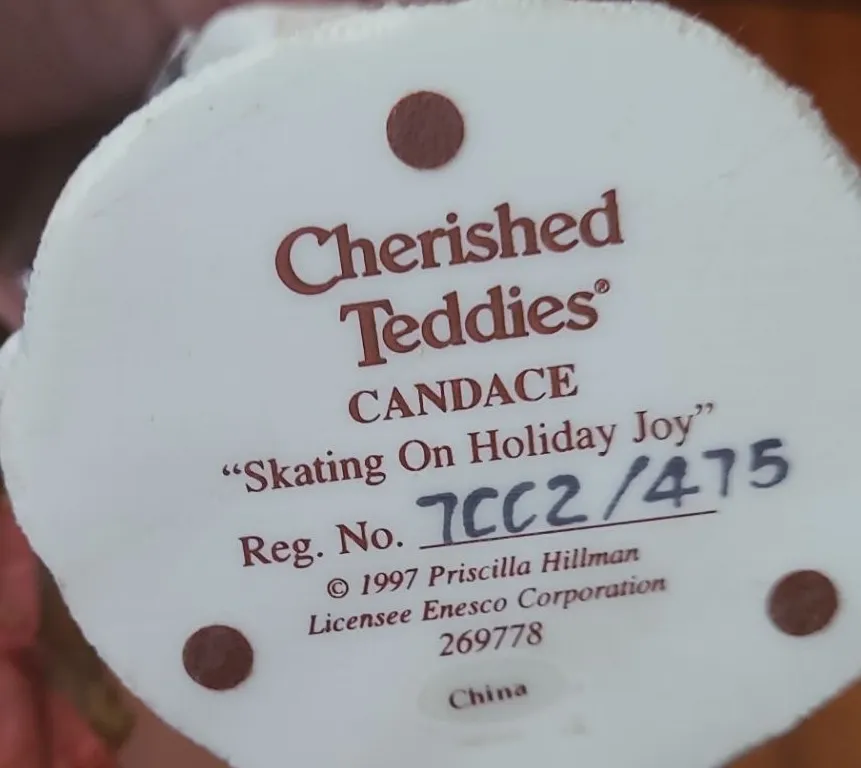 Cherished
Teddies®
CANDACE
“Skating On Holiday Joy”
Reg. No. 7CC2/475
© 1997 Priscilla Hillman
Licensee Enesco Corporation
269778
China